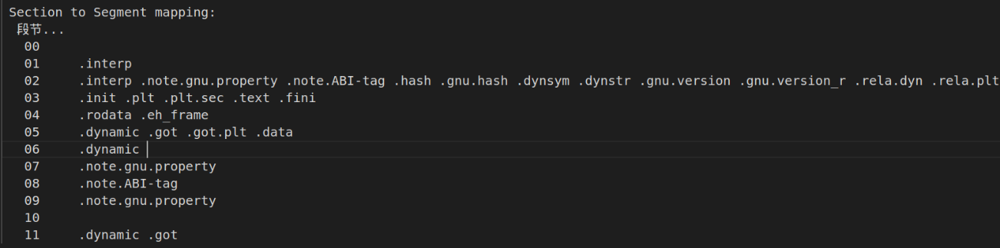 Section to Segment mapping:
段节...
00
01 .interp
02 .interp .note.gnu.property .note.ABI-tag .hash .gnu.hash .dynsym .dynstr .gnu.version .gnu.version_r .rela.dyn .rela.plt
03 .init .plt .plt.sec .text .fini
04 .rodata .eh_frame
05 .dynamic .got .got.plt .data
06 .dynamic
07 .note.gnu.property
08 .note.ABI-tag
09 .note.gnu.property
10
11 .dynamic .got